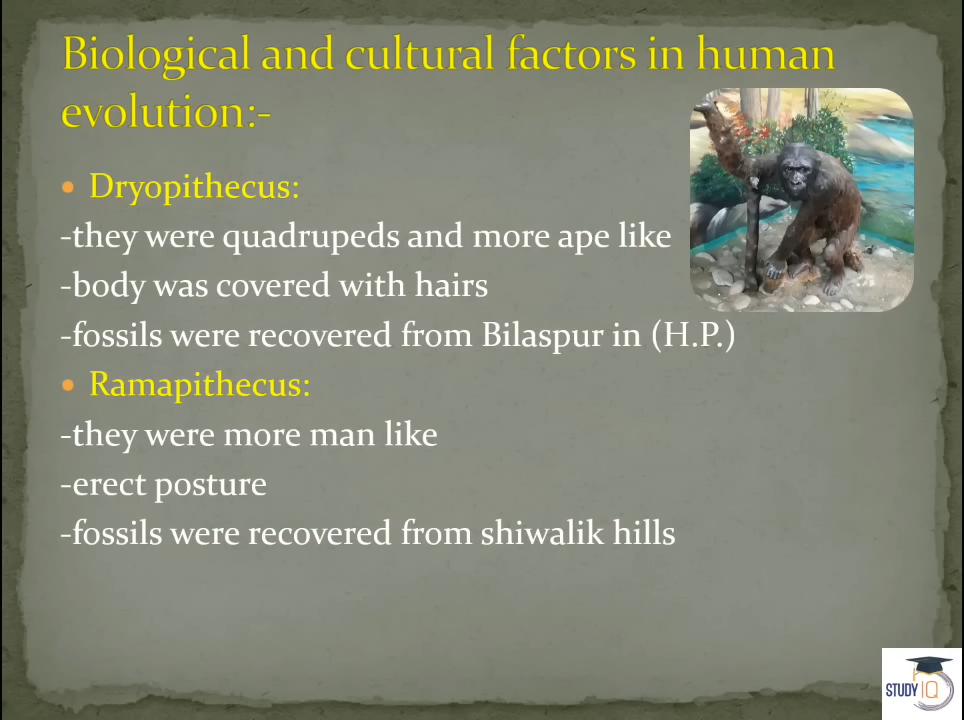 Biological and cultural factors in human
evolution:-
• Dryopithecus:
-they were quadrupeds and more ape like
-body was covered with hairs
-fossils were recovered from Bilaspur in (H.P.)
• Ramapithecus:
-they were more man like
-erect posture
-fossils were recovered from shiwalik hills
STUDY IQ